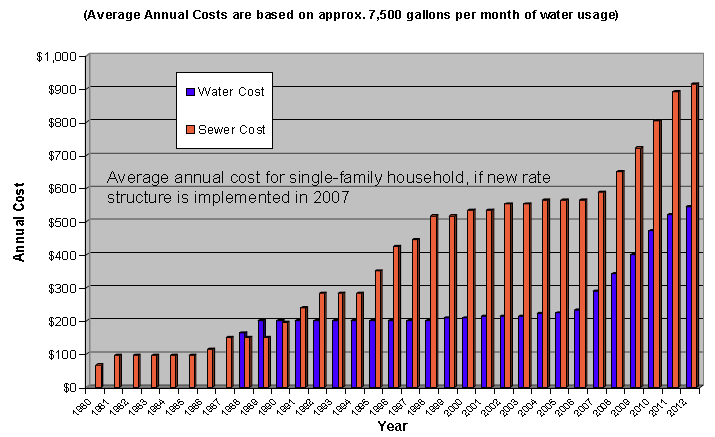 (Average Annual Costs are based on approx. 7,500 gallons per month of water usage)
$1,000
$900
$800
$700
$600
$500
$400
$300
$200
$100
$0
Annual Cost
Water Cost
Sewer Cost
Average annual cost for single-family household, if new rate
structure is implemented in 2007
1980 1981 1982 1983 1984 1985 1986 1987 1988 1989 1990 1991 1992 1993 1994 1995 1996 1997 1998 1999 2000 2001 2002 2003 2004 2005 2006 2007 2008 2009 2010 2011 2012
Year